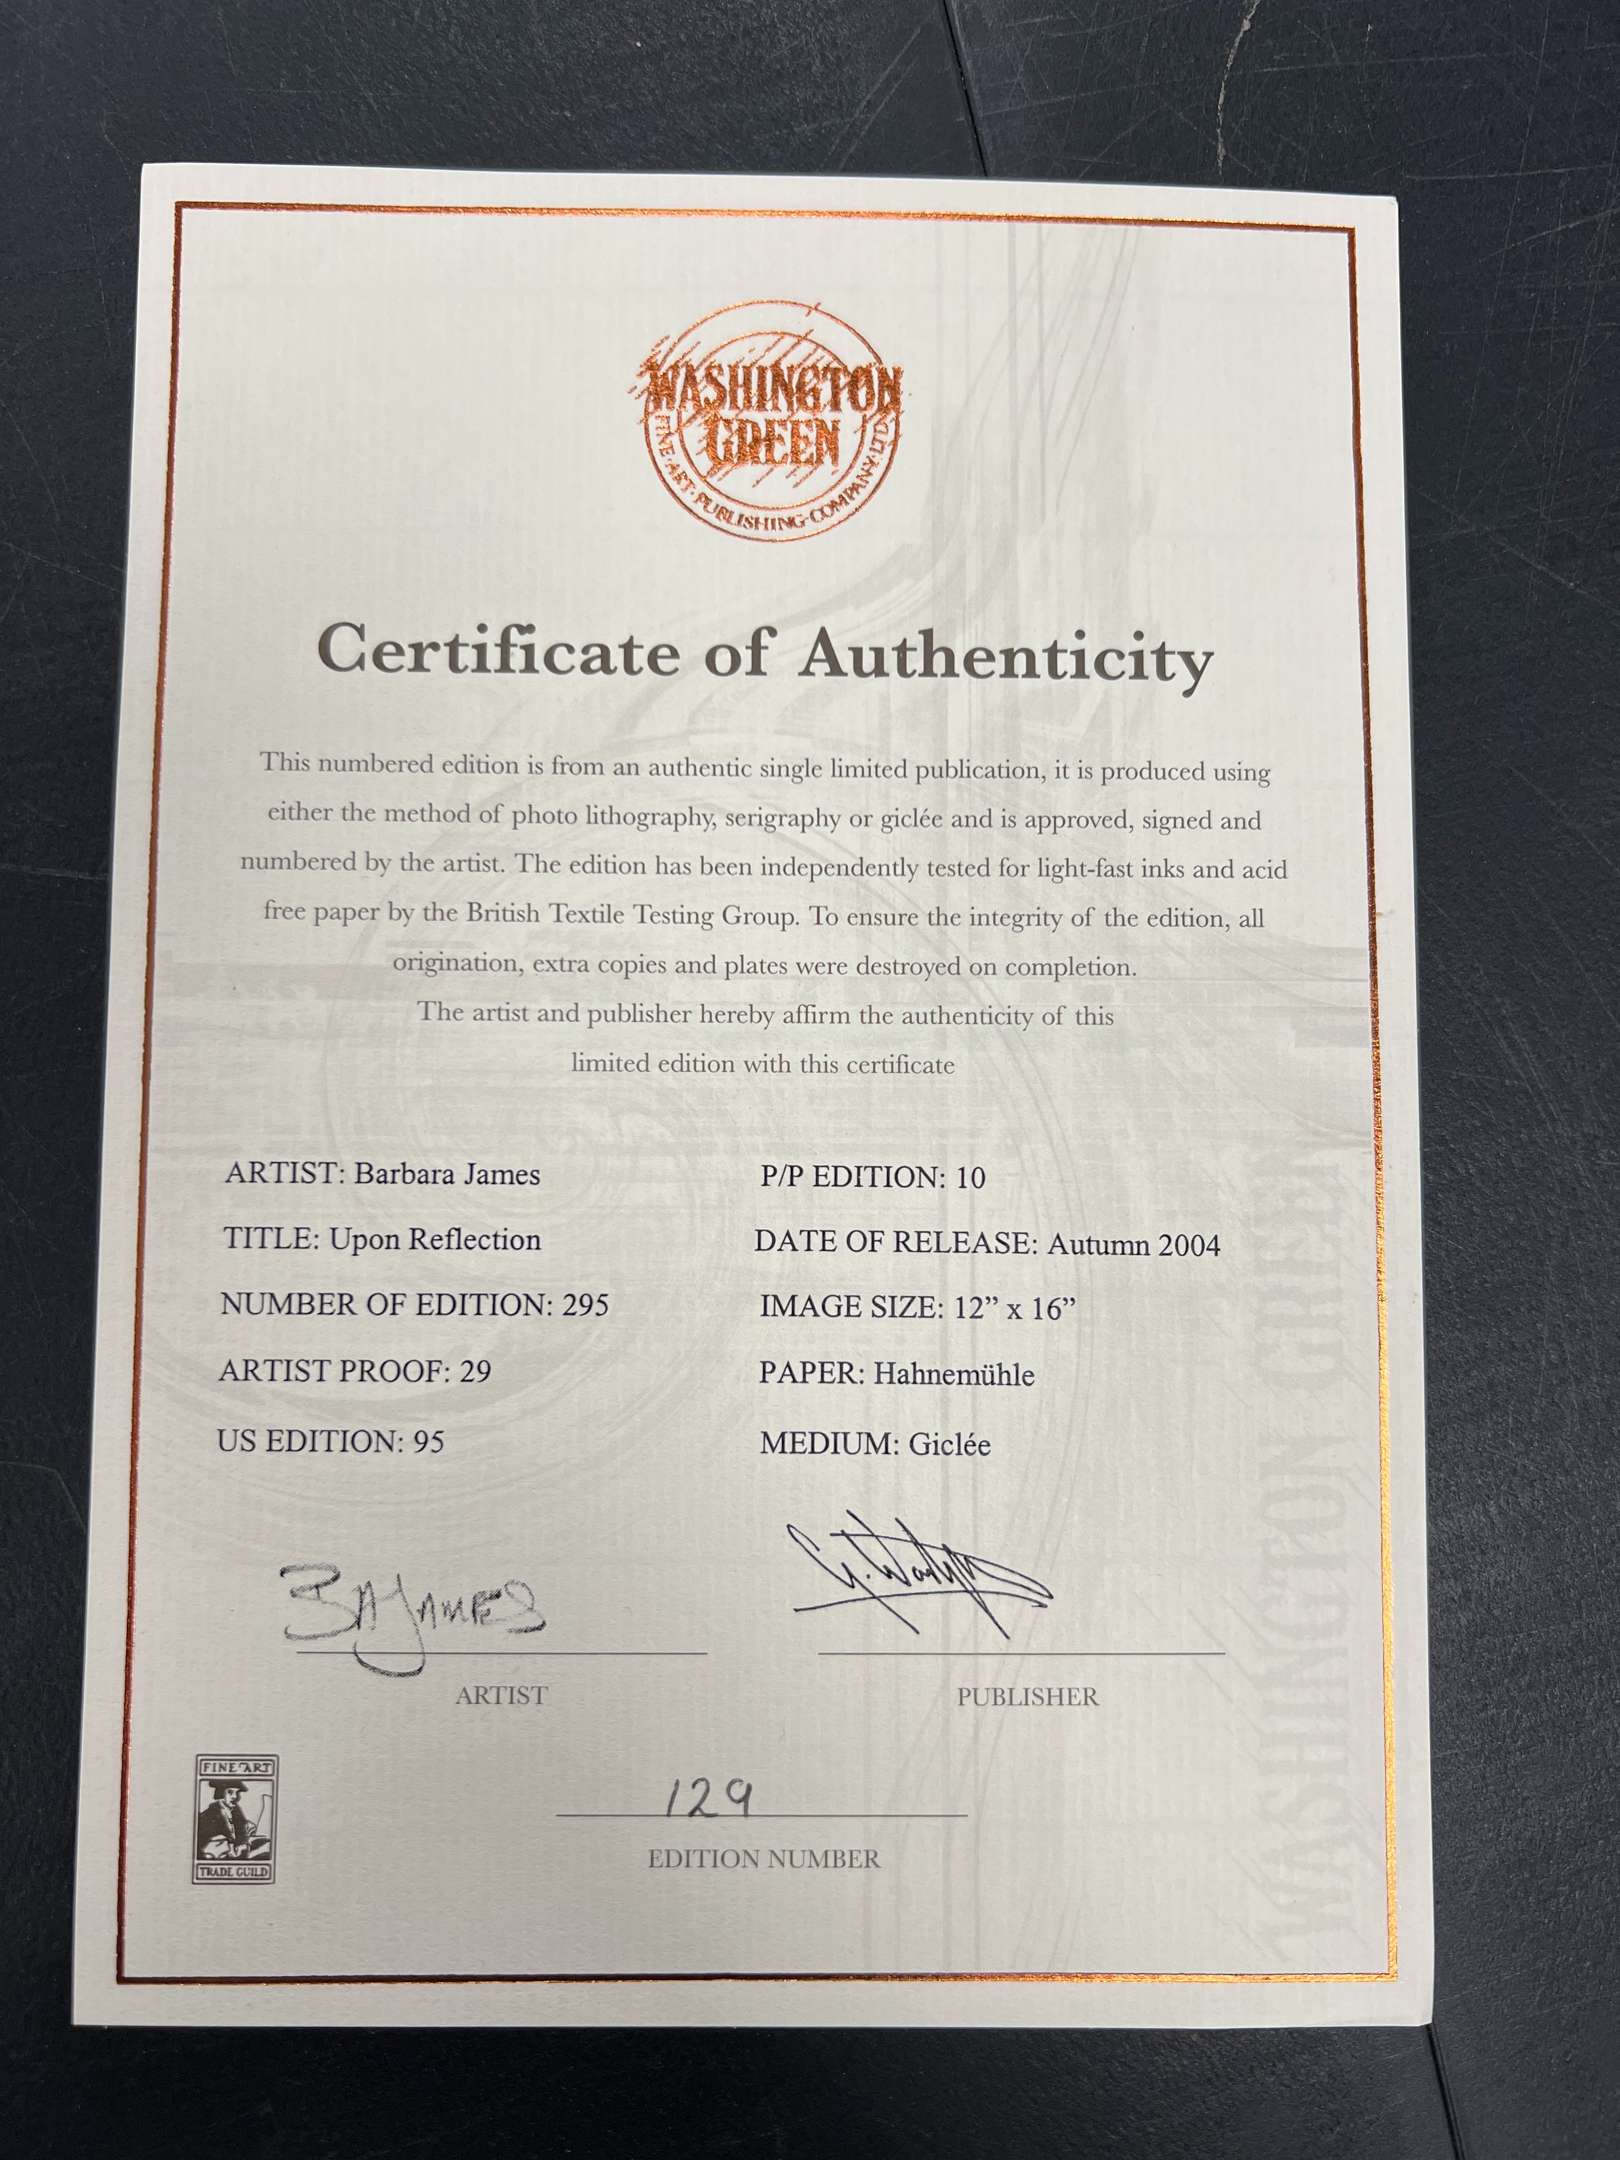 WASHINGTON
GREEN
FINE·ART·PUBLISHING·COMPANY·LTD
Certificate of Authenticity
This numbered edition is from an authentic single limited publication, it is produced using
either the method of photo lithography, serigraphy or giclée and is approved, signed and
numbered by the artist. The edition has been independently tested for light-fast inks and acid
free paper by the British Textile Testing Group. To ensure the integrity of the edition, all
origination, extra copies and plates were destroyed on completion.
The artist and publisher hereby affirm the authenticity of this
limited edition with this certificate
ARTIST: Barbara James
P/P EDITION: 10
TITLE: Upon Reflection
DATE OF RELEASE: Autumn 2004
NUMBER OF EDITION: 295
IMAGE SIZE: 12” x 16”
ARTIST PROOF: 29
PAPER: Hahnemühle
US EDITION: 95
MEDIUM: Giclée
BAJAMES
ARTIST
PUBLISHER
129
EDITION NUMBER
FINE ART
TRADE GUILD
WASHINGTON GREEN